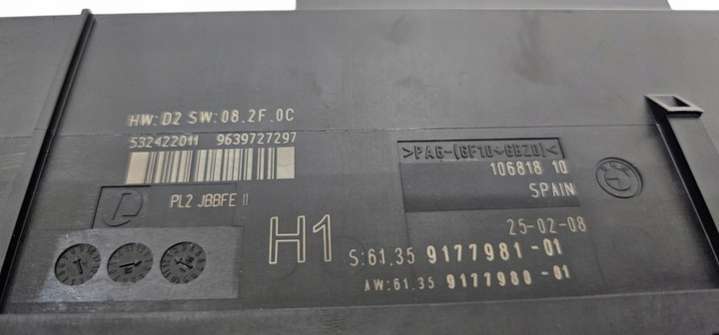 HW: D2 SW: 08.2F.0C
532422011 9639727297
PL2 JBBFE II
H1
>PA6-(GF10+GB20)<
106818 10
SPAIN
25-02-08
S:61.35 9177981-01
AW:61.35 9177980-01